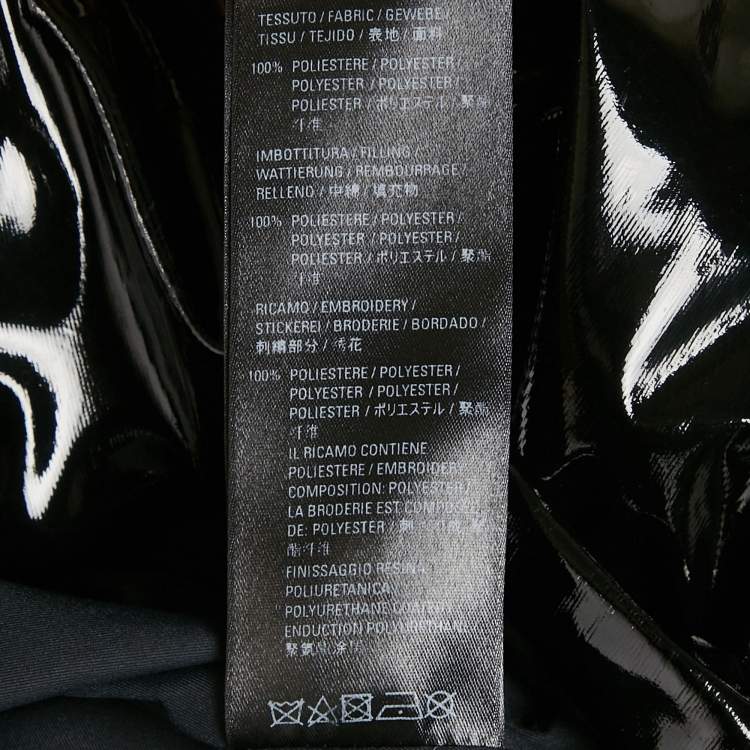 TESSUTO / FABRIC / GEWEBE /
TISSU / TEJIDO / 表地 / 面料
100% POLIESTERE / POLYESTER /
POLYESTER / POLYESTER /
POLIESTER / ポリエステル / 聚酯
纤维
IMBOTTITURA / FILLING /
WATTIERUNG / REMBOURRAGE /
RELLENO / 中綿 / 填充物
100% POLIESTERE / POLYESTER /
POLYESTER / POLYESTER /
POLIESTER / ポリエステル / 聚酯
纤维
RICAMO / EMBROIDERY /
STICKEREI / BRODERIE / BORDADO /
刺繍部分 / 绣花
100% POLIESTERE / POLYESTER /
POLYESTER / POLYESTER /
POLIESTER / ポリエステル / 聚酯
纤维
IL RICAMO CONTIENE
POLIESTERE / EMBROIDERY
COMPOSITION: POLYESTER /
LA BRODERIE EST COMPOSÉE
DE: POLYESTER /
酯纤维
FINISSAGGIO RESINA
POLIURETANICA /
POLYURETHANE COATING
ENDUCTION POLYURETHANE
聚氨酯涂层